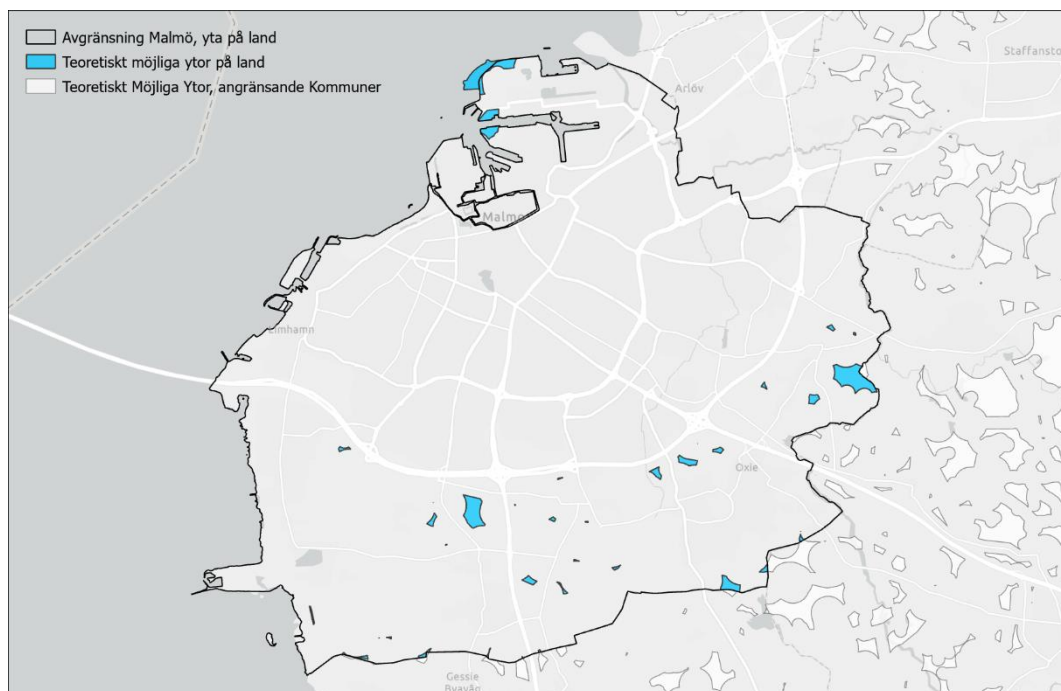 Avgränsning Malmö, yta på land
Teoretiskt möjliga ytor på land
Teoretiskt Möjliga Ytor, angränsande Kommuner
Staffansto
Arlöv
Malmö
Limhamn
Oxie
Gessie
Byaväg